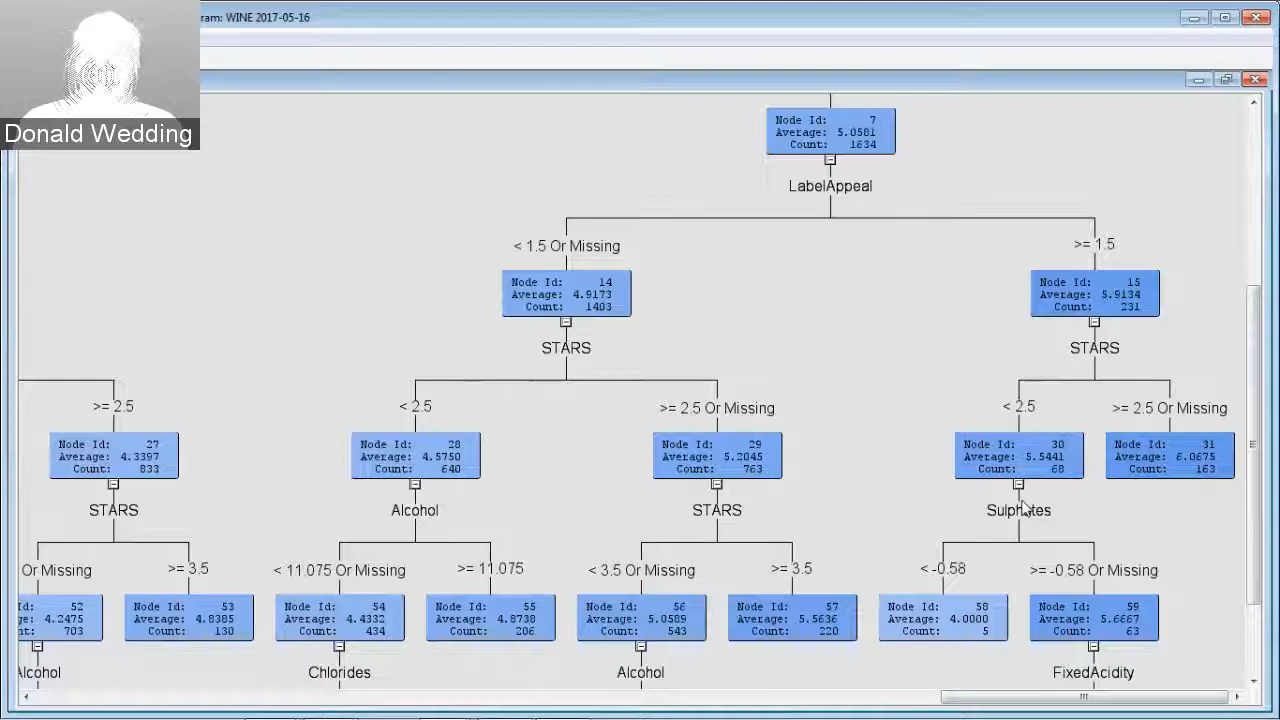 ram: WINE 2017-05-16
Donald Wedding
Node Id: 7
Average: 5.0581
Count: 1634
LabelAppeal
< 1.5 Or Missing
>= 1.5
Node Id: 14
Average: 4.9173
Count: 1403
Node Id: 15
Average: 5.9134
Count: 231
STARS
STARS
>= 2.5
< 2.5
>= 2.5 Or Missing
< 2.5
>= 2.5 Or Missing
Node Id: 27
Average: 4.3397
Count: 833
Node Id: 28
Average: 4.5750
Count: 640
Node Id: 29
Average: 5.2045
Count: 763
Node Id: 30
Average: 5.5441
Count: 68
Node Id: 31
Average: 6.0675
Count: 163
STARS
Alcohol
STARS
Sulphates
Or Missing
>= 3.5
< 11.075 Or Missing
>= 11.075
< 3.5 Or Missing
>= 3.5
< -0.58
>= -0.58 Or Missing
Id: 52
e: 4.2475
nt: 703
Node Id: 53
Average: 4.8385
Count: 130
Node Id: 54
Average: 4.4332
Count: 434
Node Id: 55
Average: 4.8738
Count: 206
Node Id: 56
Average: 5.0589
Count: 543
Node Id: 57
Average: 5.5636
Count: 220
Node Id: 58
Average: 4.0000
Count: 5
Node Id: 59
Average: 5.6667
Count: 63
Alcohol
Chlorides
Alcohol
FixedAcidity